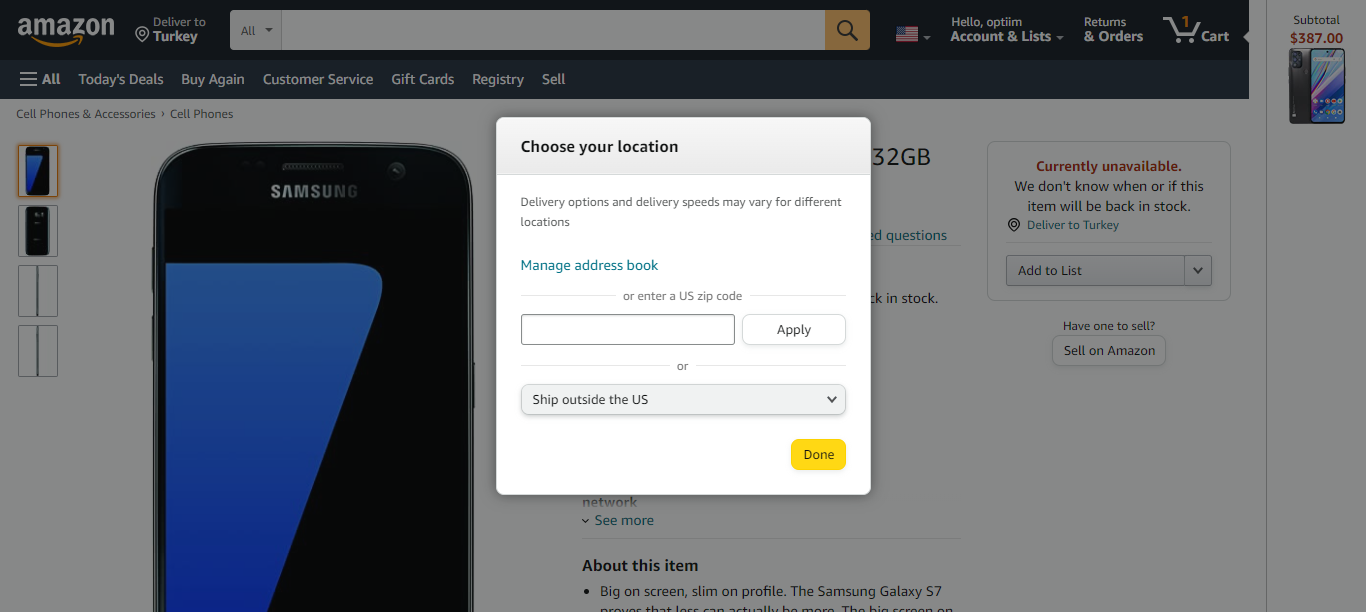 amazon
Deliver to
Turkey
All
Hello, optiim
Account & Lists
Returns
& Orders
1
Cart
Subtotal
$387.00
All
Today's Deals
Buy Again
Customer Service
Gift Cards
Registry
Sell
Cell Phones & Accessories › Cell Phones
SAMSUNG
32GB
questions
in stock.
Choose your location
Delivery options and delivery speeds may vary for different
locations
Manage address book
or enter a US zip code
Apply
or
Ship outside the US
Done
Currently unavailable.
We don't know when or if this
item will be back in stock.
Deliver to Turkey
Add to List
Have one to sell?
Sell on Amazon
network
See more
About this item
• Big on screen, slim on profile. The Samsung Galaxy S7
proves that less can actually be more. The big screen on